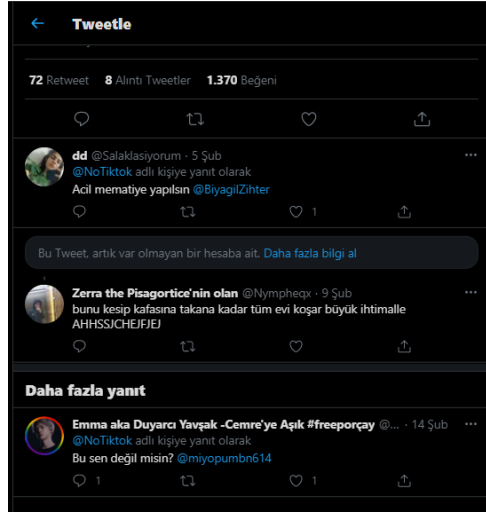 Tweetle
72 Retweet 8 Alıntı Tweetler 1.370 Beğeni
dd @Salaklasiyorum · 5 Şub
@NoTiktok adlı kişiye yanıt olarak
Acil mematiye yapılsın @BiyagilZihter
1
Bu Tweet, artık var olmayan bir hesaba ait. Daha fazla bilgi al
Zerra the Pisagortice'nin olan @Nympheqx · 9 Şub
bunu kesip kafasına takana kadar tüm evi koşar büyük ihtimalle
AHHSSJCHEJFJEJ
Daha fazla yanıt
Emma aka Duyarcı Yavşak -Cemre'ye Aşık #freeporçay @... · 14 Şub
@NoTiktok adlı kişiye yanıt olarak
Bu sen değil misin? @miyopumbn614
1 1